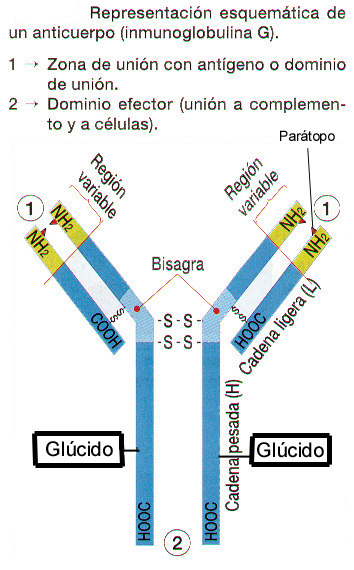 Representación esquemática de
un anticuerpo (inmunoglobulina G).
1 → Zona de unión con antígeno o dominio
de unión.
2 → Dominio efector (unión a complemen-
to y a células).
Parátopo
Región
variable
Región
variable
1
NH2
NH2
NH2
NH2
1
Bisagra
S S
S S
- S - S -
- S - S -
COOH
HOOC
Cadena ligera (L)
Cadena pesada (H)
Glúcido
Glúcido
HOOC
HOOC
2